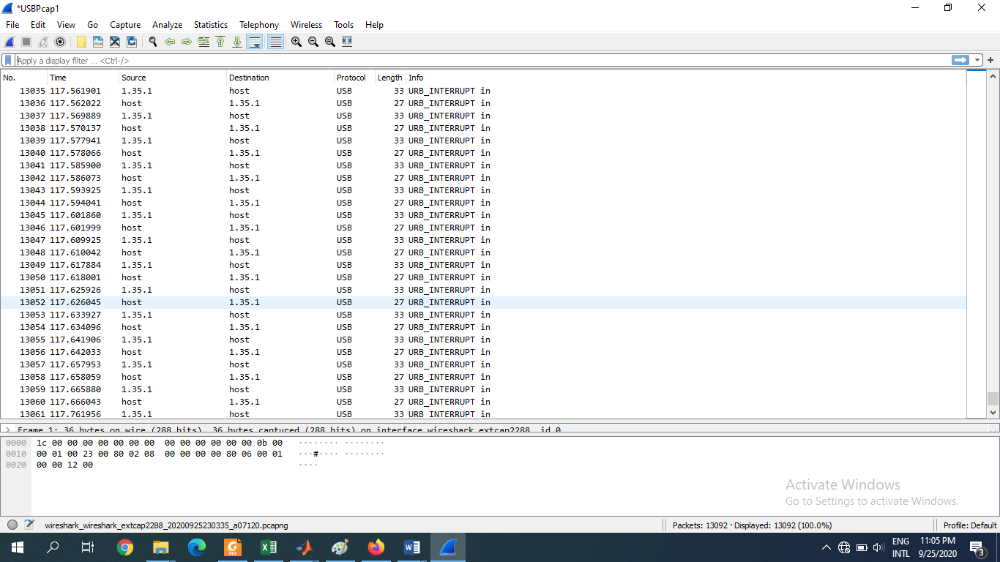 *USBPcap1
File Edit View Go Capture Analyze Statistics Telephony Wireless Tools Help
Apply a display filter ... <Ctrl-/>
No. Time Source Destination Protocol Length Info
13035 117.561901 1.35.1 host USB 33 URB_INTERRUPT in
13036 117.562022 host 1.35.1 USB 27 URB_INTERRUPT in
13037 117.569889 1.35.1 host USB 33 URB_INTERRUPT in
13038 117.570137 host 1.35.1 USB 27 URB_INTERRUPT in
13039 117.577941 1.35.1 host USB 33 URB_INTERRUPT in
13040 117.578066 host 1.35.1 USB 27 URB_INTERRUPT in
13041 117.585900 1.35.1 host USB 33 URB_INTERRUPT in
13042 117.586073 host 1.35.1 USB 27 URB_INTERRUPT in
13043 117.593925 1.35.1 host USB 33 URB_INTERRUPT in
13044 117.594041 host 1.35.1 USB 27 URB_INTERRUPT in
13045 117.601860 1.35.1 host USB 33 URB_INTERRUPT in
13046 117.601999 host 1.35.1 USB 27 URB_INTERRUPT in
13047 117.609925 1.35.1 host USB 33 URB_INTERRUPT in
13048 117.610042 host 1.35.1 USB 27 URB_INTERRUPT in
13049 117.617884 1.35.1 host USB 33 URB_INTERRUPT in
13050 117.618001 host 1.35.1 USB 27 URB_INTERRUPT in
13051 117.625926 1.35.1 host USB 33 URB_INTERRUPT in
13052 117.626045 host 1.35.1 USB 27 URB_INTERRUPT in
13053 117.633927 1.35.1 host USB 33 URB_INTERRUPT in
13054 117.634096 host 1.35.1 USB 27 URB_INTERRUPT in
13055 117.641906 1.35.1 host USB 33 URB_INTERRUPT in
13056 117.642033 host 1.35.1 USB 27 URB_INTERRUPT in
13057 117.657953 1.35.1 host USB 33 URB_INTERRUPT in
13058 117.658059 host 1.35.1 USB 27 URB_INTERRUPT in
13059 117.665880 1.35.1 host USB 33 URB_INTERRUPT in
13060 117.666043 host 1.35.1 USB 27 URB_INTERRUPT in
13061 117.761956 1.35.1 host USB 33 URB_INTERRUPT in
Frame 1: 36 bytes on wire (288 bits), 36 bytes captured (288 bits) on interface wireshark_extcap2288, id 0
0000 1c 00 00 00 00 00 00 00 00 00 00 00 00 00 0b 00 ········ ········
0010 00 01 00 23 00 80 02 08 00 00 00 00 80 06 00 01 ···#···· ········
0020 00 00 12 00 ····
Activate Windows
Go to Settings to activate Windows.
wireshark_wireshark_extcap2288_20200925230335_a07120.pcapng Packets: 13092 · Displayed: 13092 (100.0%) Profile: Default
ENG 11:05 PM
INTL 9/25/2020 3